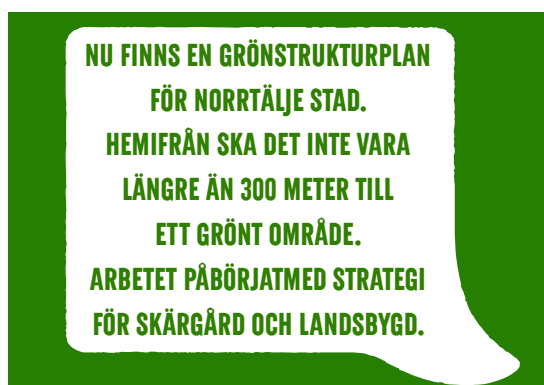 NU FINNS EN GRÖNSTRUKTURPLAN
FÖR NORRTÄLJE STAD.
HEMIFRÅN SKA DET INTE VARA
LÄNGRE ÄN 300 METER TILL
ETT GRÖNT OMRÅDE.
ARBETET PÅBÖRJATMED STRATEGI
FÖR SKÄRGÅRD OCH LANDSBYGD.